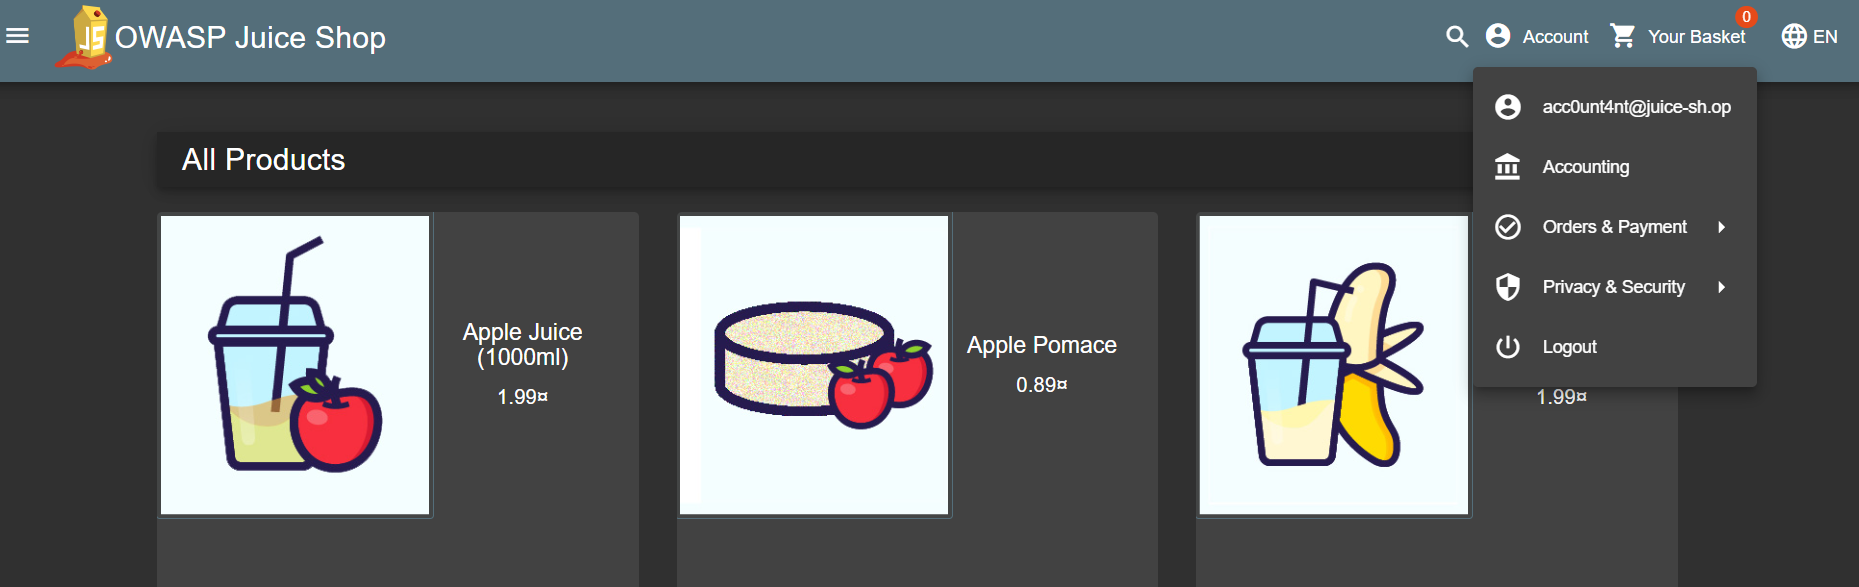 JS
OWASP Juice Shop
Account
Your Basket
0
EN
acc0unt4nt@juice-sh.op
Accounting
Orders & Payment
Privacy & Security
Logout
All Products
Apple Juice
(1000ml)
1.99¤
Apple Pomace
0.89¤
1.99¤